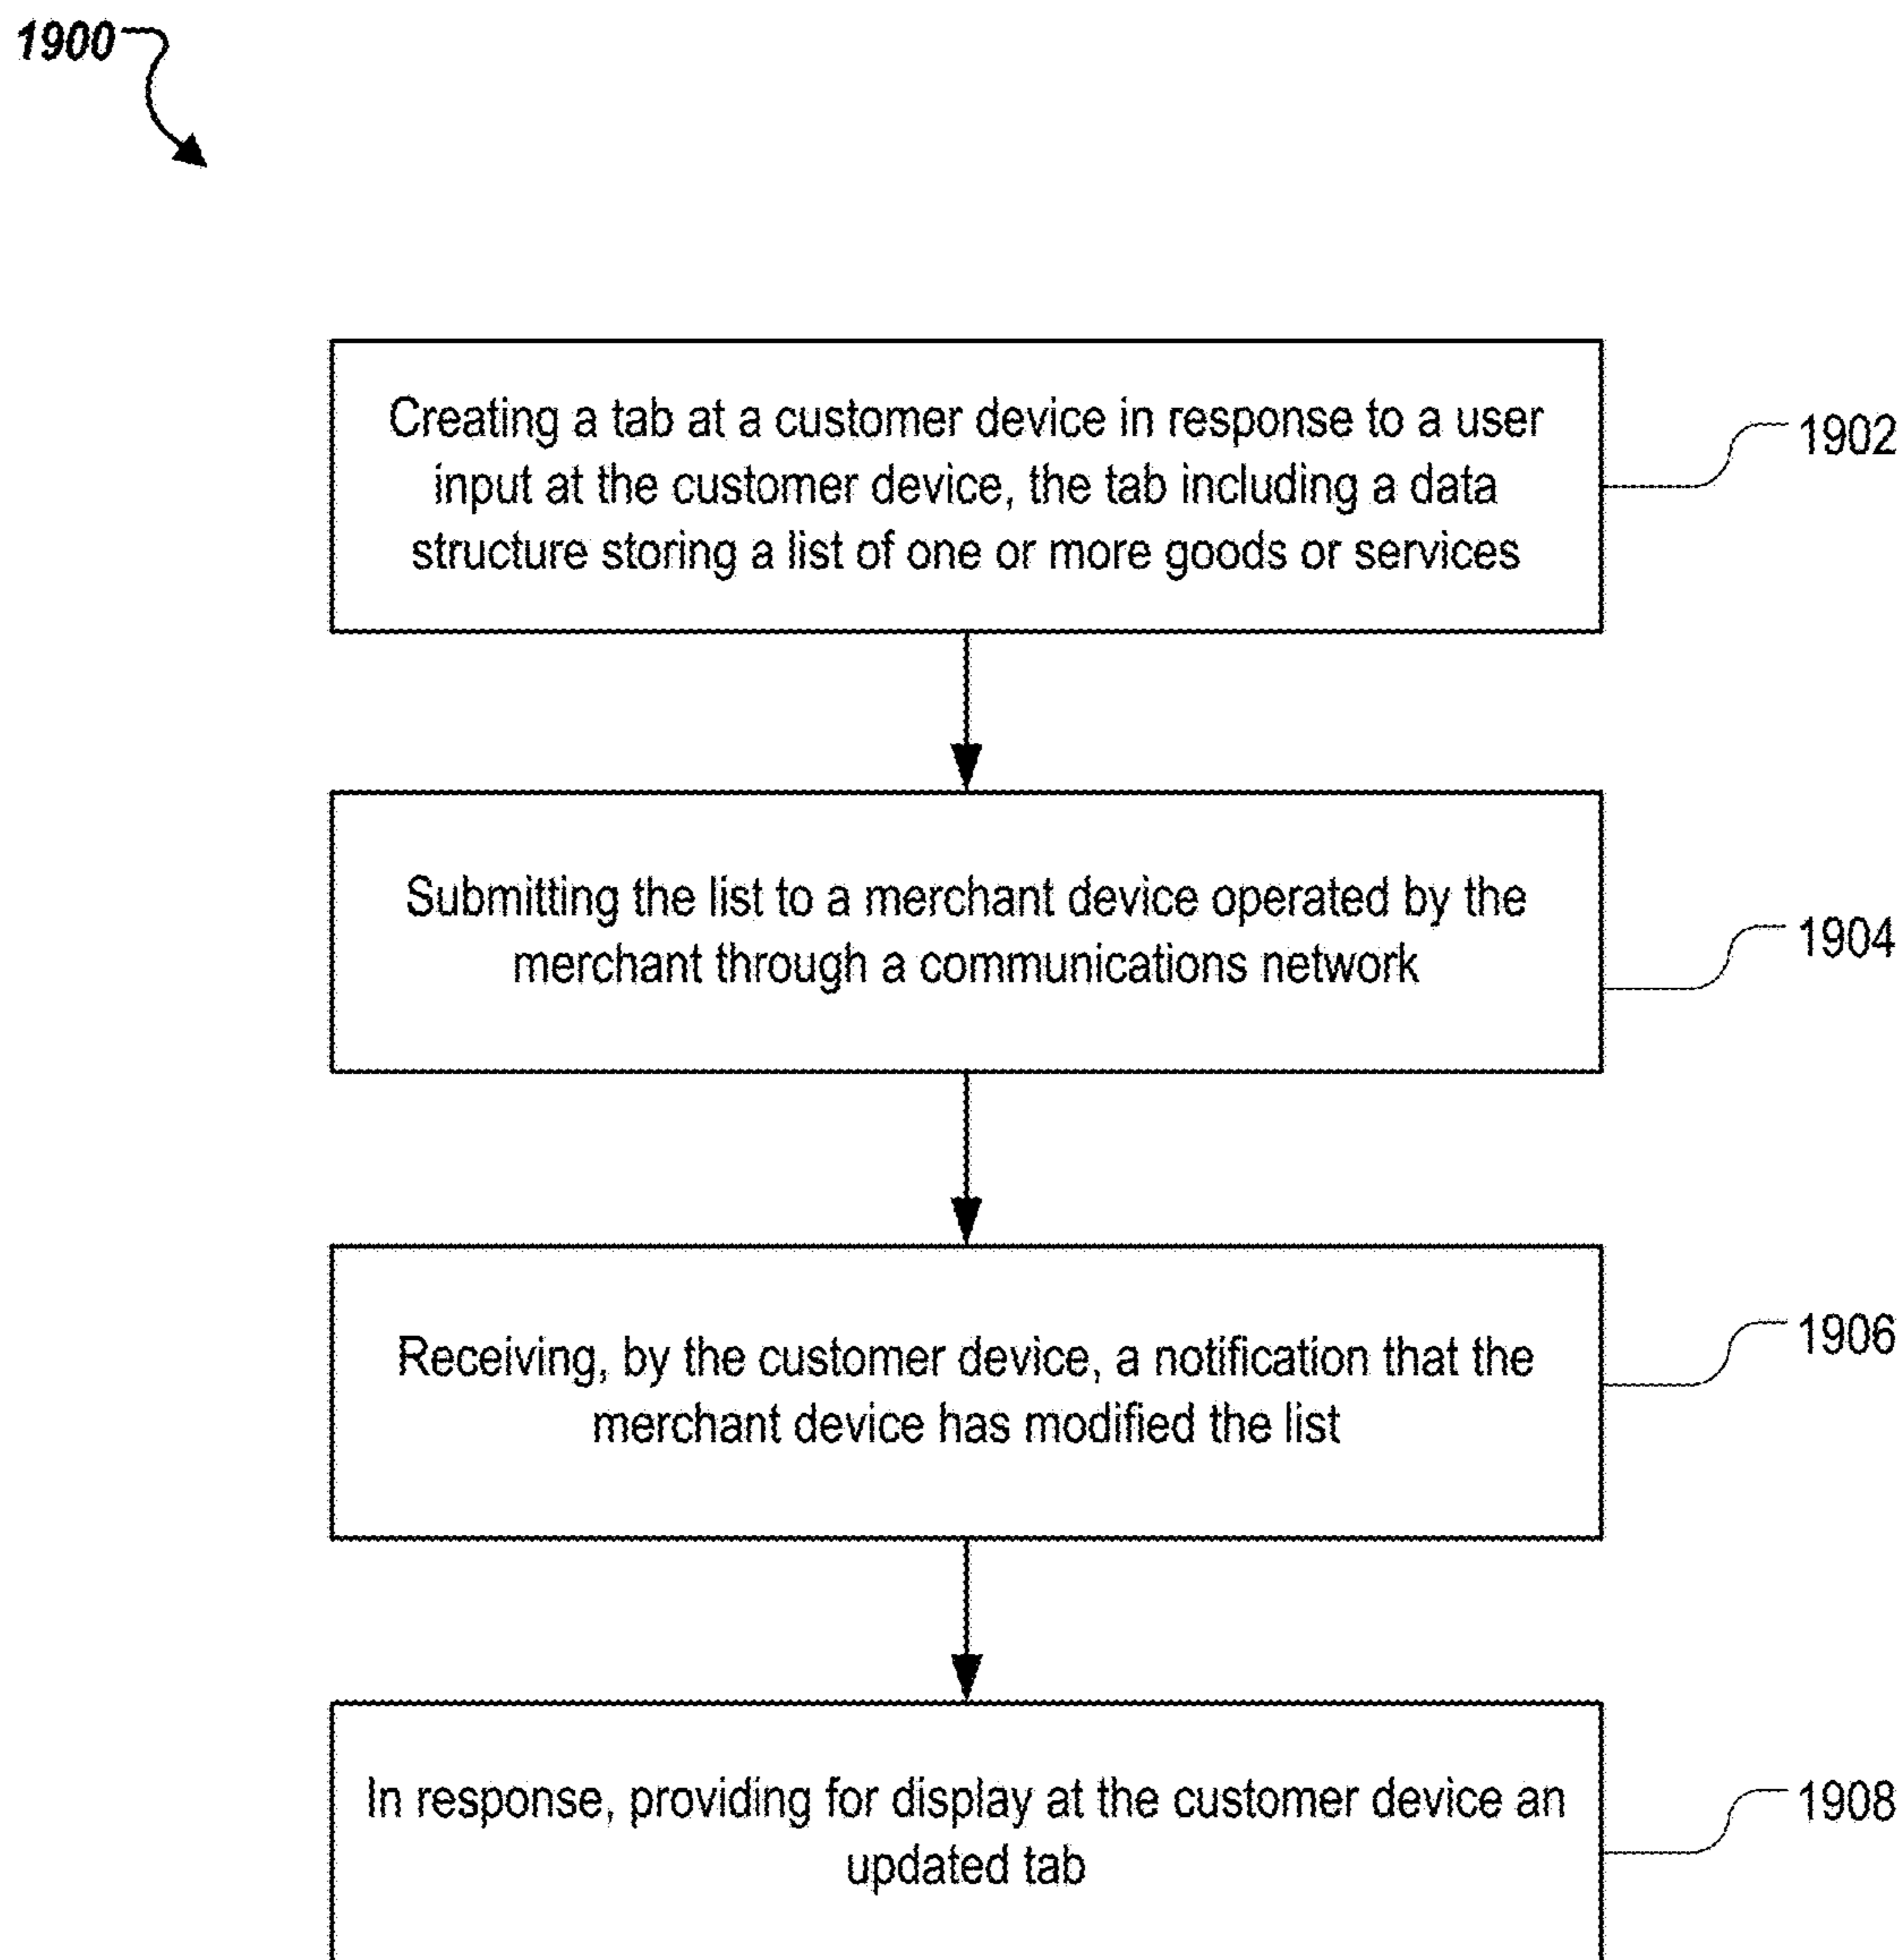 1900
Creating a tab at a customer device in response to a user
input at the customer device, the tab including a data
structure storing a list of one or more goods or services
1902
Submitting the list to a merchant device operated by the
merchant through a communications network
1904
Receiving, by the customer device, a notification that the
merchant device has modified the list
1906
In response, providing for display at the customer device an
updated tab
1908